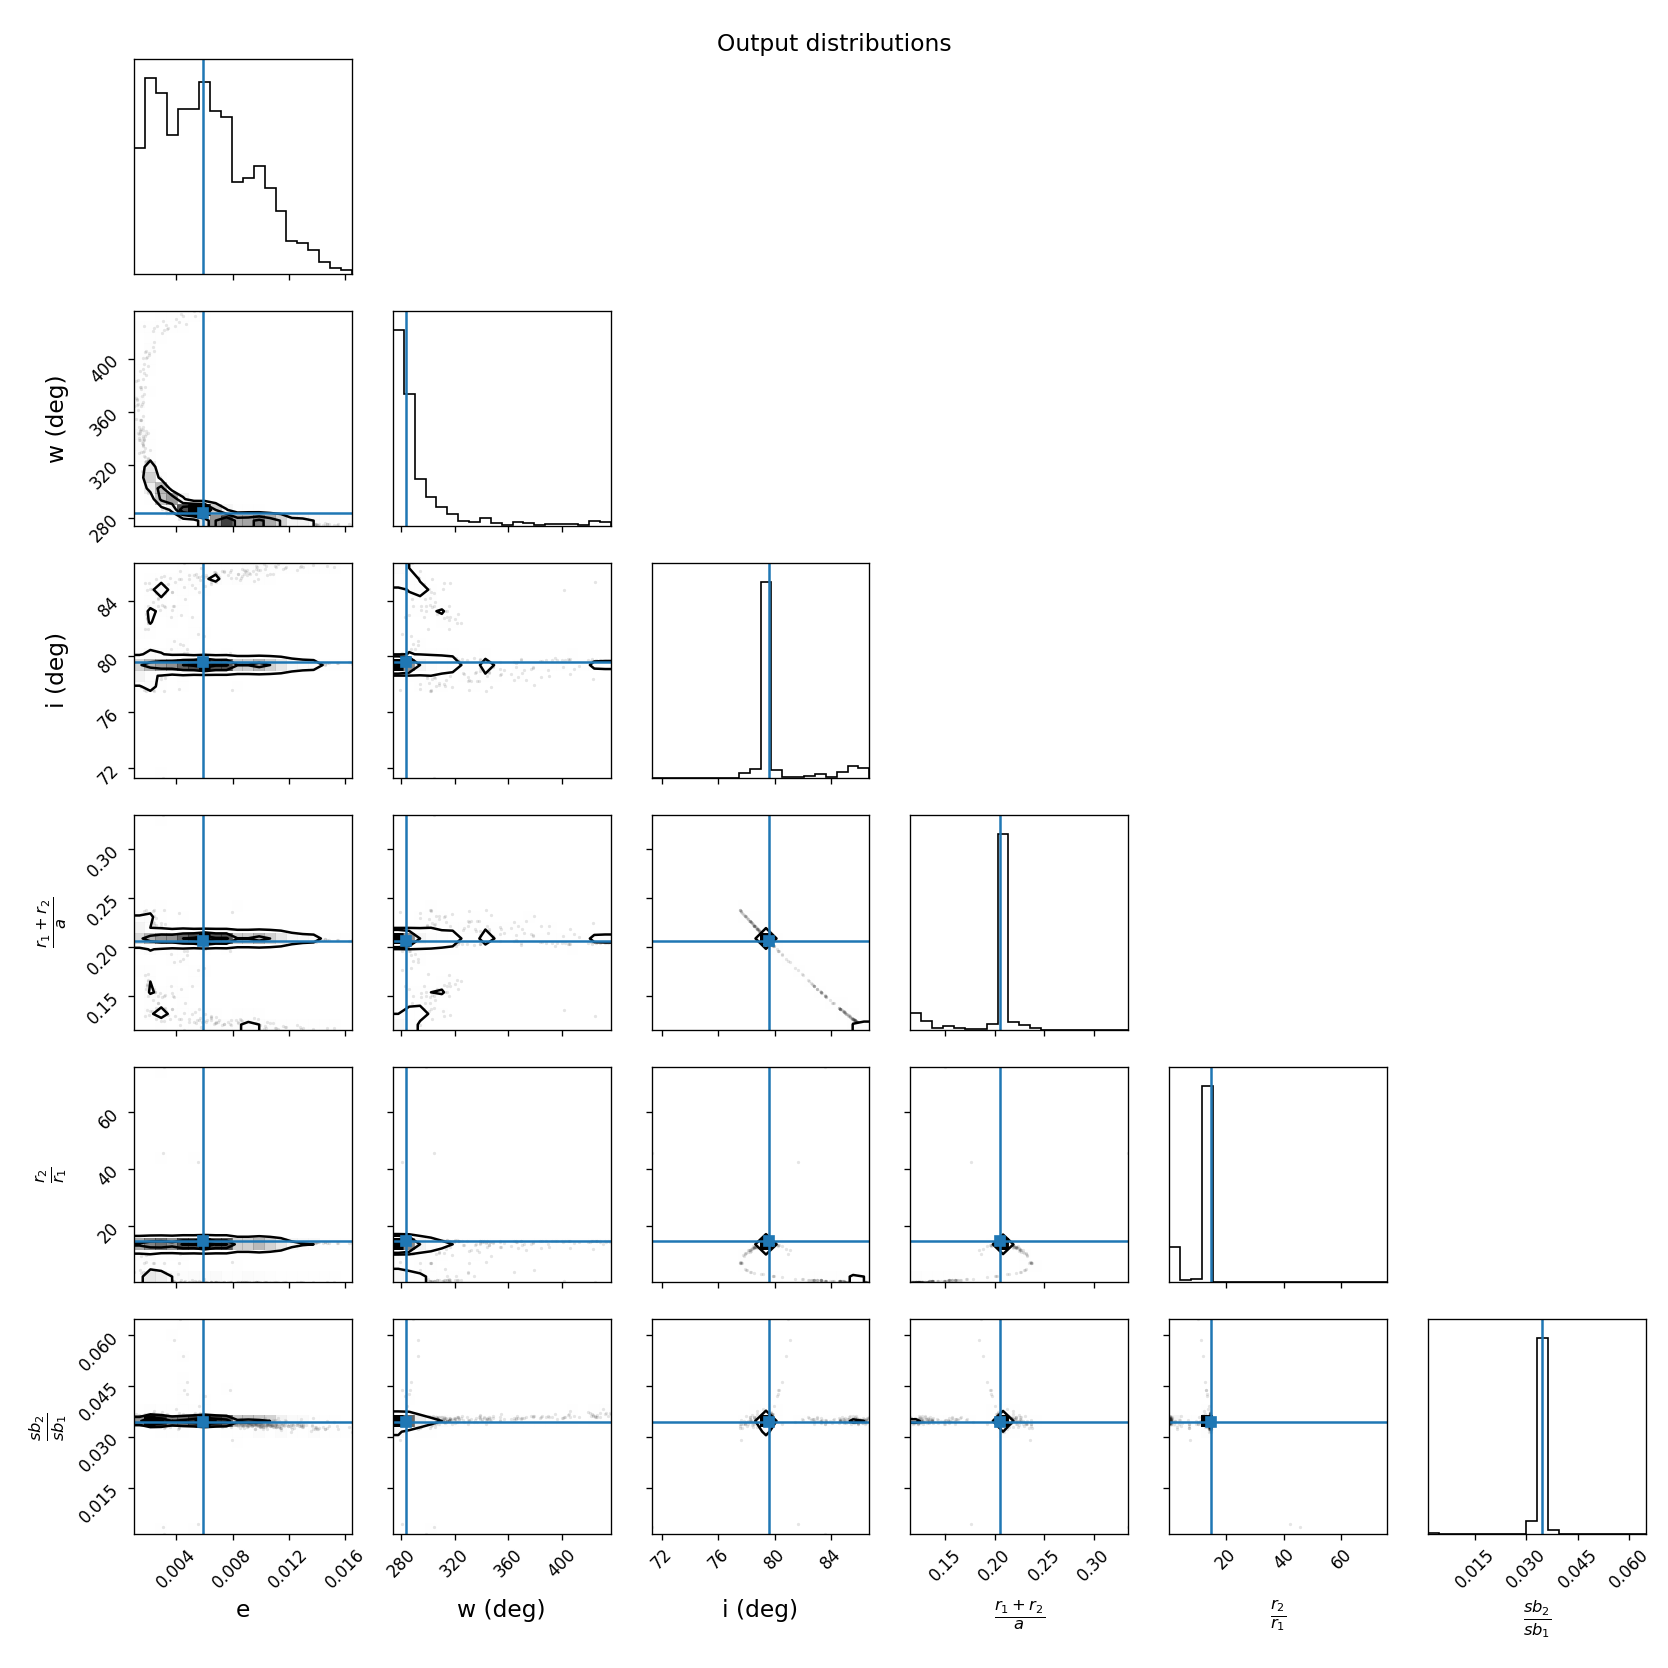 Output distributions
w (deg)
400
360
320
280
i (deg)
84
80
76
72
r₁ + r₂
a
0.30
0.25
0.20
0.15
r₂
r₁
60
40
20
sb₂
sb₁
0.060
0.045
0.030
0.015
0.004 0.008 0.012 0.016 280 320 360 400 72 76 80 84 0.15 0.20 0.25 0.30 20 40 60 0.015 0.030 0.045 0.060
e w (deg) i (deg)
r₁ + r₂
a
r₂
r₁
sb₂
sb₁